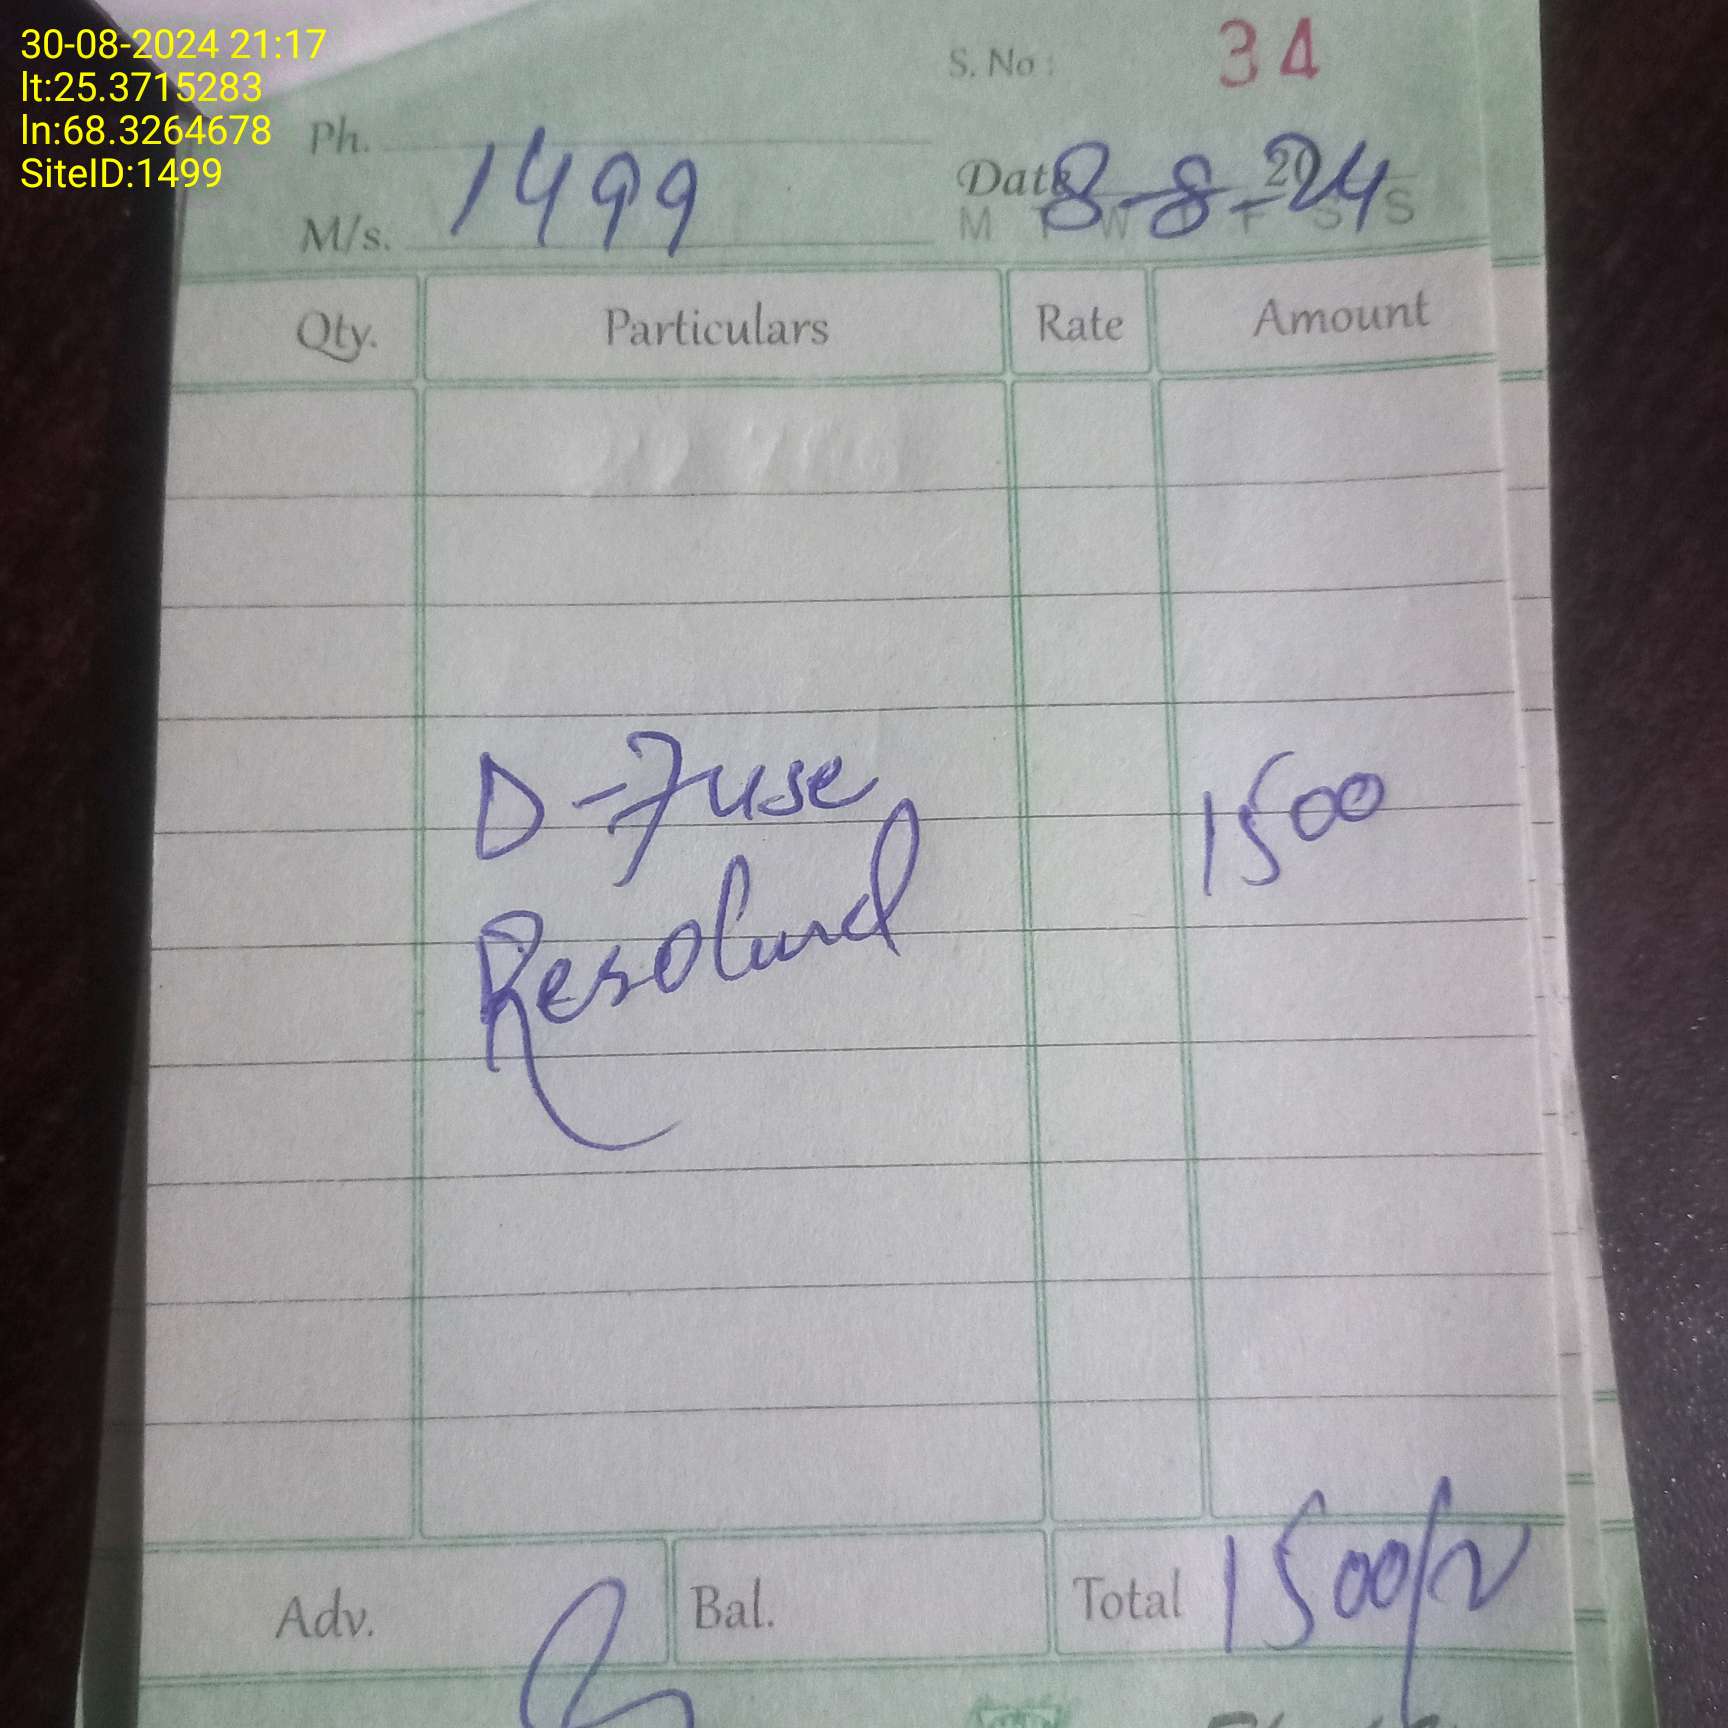 30-08-2024 21:17
lt:25.3715283
ln:68.3264678
SiteID:1499
S. No : 34
Ph.
Date 8-8-2024
M T W T F S S
M/s. 1499
Qty. Particulars Rate Amount
D-Fuse 1500
Resolved
Adv. Bal. Total 1500/